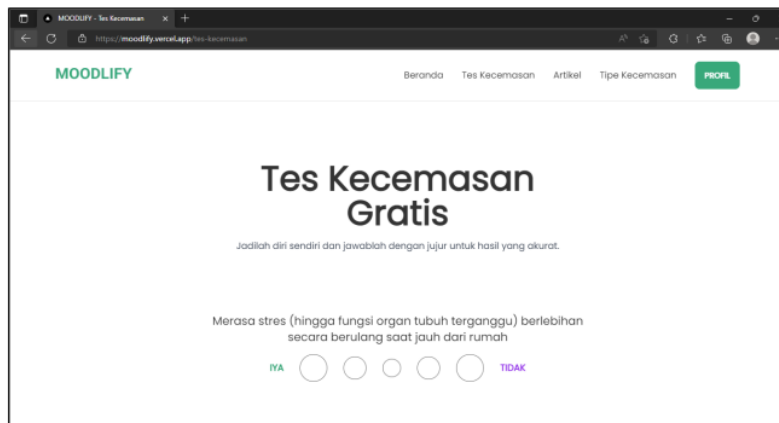 MOODLIFY - Tes Kecemasan
https://moodlify.vercel.app/tes-kecemasan
MOODLIFY
Beranda
Tes Kecemasan
Artikel
Tipe Kecemasan
PROFIL
Tes Kecemasan
Gratis
Jadilah diri sendiri dan jawablah dengan jujur untuk hasil yang akurat.
Merasa stres (hingga fungsi organ tubuh terganggu) berlebihan
secara berulang saat jauh dari rumah
IYA
TIDAK